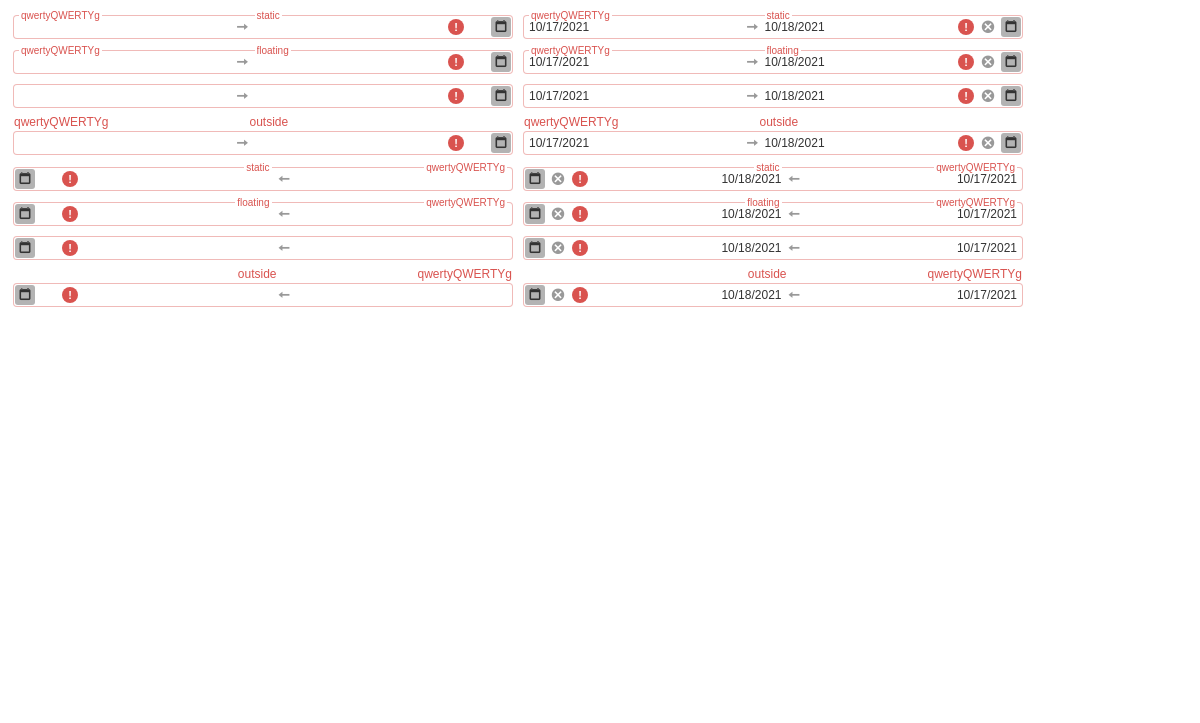 qwertyQWERTYg static qwertyQWERTYg static
10/17/2021 10/18/2021
qwertyQWERTYg floating qwertyQWERTYg floating
10/17/2021 10/18/2021
10/17/2021 10/18/2021
qwertyQWERTYg outside qwertyQWERTYg outside
10/17/2021 10/18/2021
static qwertyQWERTYg static qwertyQWERTYg
10/18/2021 10/17/2021
floating qwertyQWERTYg floating qwertyQWERTYg
10/18/2021 10/17/2021
10/18/2021 10/17/2021
outside qwertyQWERTYg outside qwertyQWERTYg
10/18/2021 10/17/2021